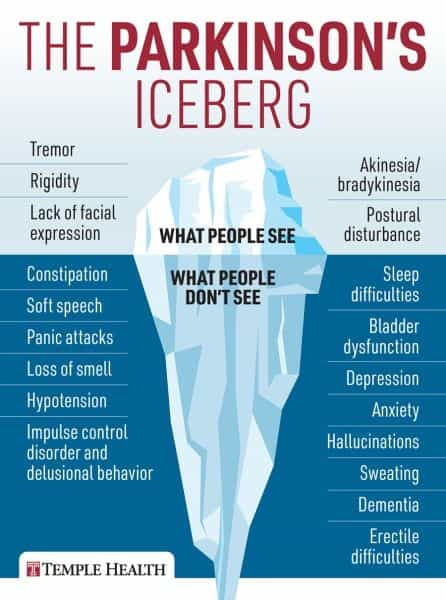 THE PARKINSON'S
ICEBERG
Tremor
Rigidity
Lack of facial
expression
WHAT PEOPLE SEE
Akinesia/
bradykinesia
Postural
disturbance
Constipation
Soft speech
Panic attacks
Loss of smell
Hypotension
Impulse control
disorder and
delusional behavior
WHAT PEOPLE
DON'T SEE
Sleep
difficulties
Bladder
dysfunction
Depression
Anxiety
Hallucinations
Sweating
Dementia
Erectile
difficulties
TEMPLE HEALTH